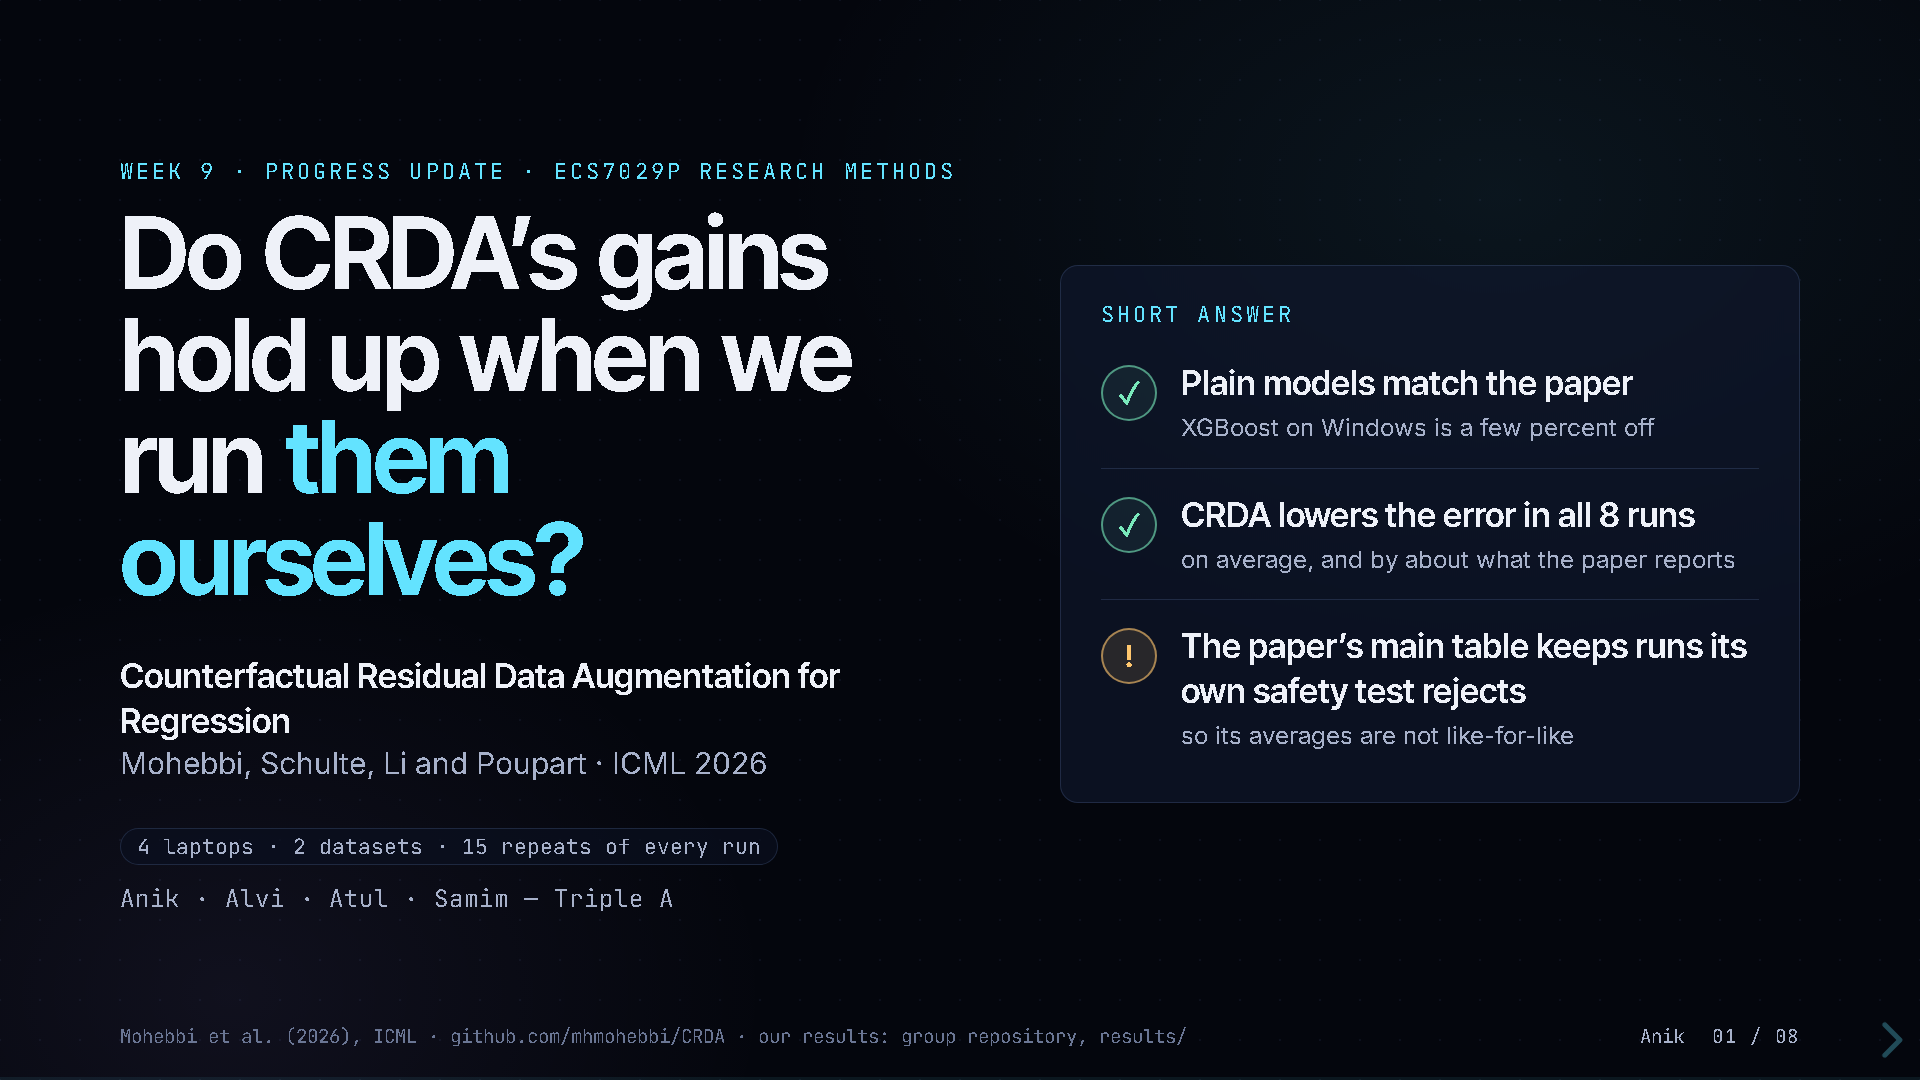 WEEK 9 · PROGRESS UPDATE · ECS7029P RESEARCH METHODS
Do CRDA’s gains
hold up when we
run them
ourselves?
Counterfactual Residual Data Augmentation for
Regression
Mohebbi, Schulte, Li and Poupart · ICML 2026
4 laptops · 2 datasets · 15 repeats of every run
Anik · Alvi · Atul · Samim — Triple A
SHORT ANSWER
✓ Plain models match the paper
XGBoost on Windows is a few percent off
✓ CRDA lowers the error in all 8 runs
on average, and by about what the paper reports
! The paper’s main table keeps runs its
own safety test rejects
so its averages are not like-for-like
Mohebbi et al. (2026), ICML · github.com/mhmohebbi/CRDA · our results: group repository, results/
Anik 01 / 08